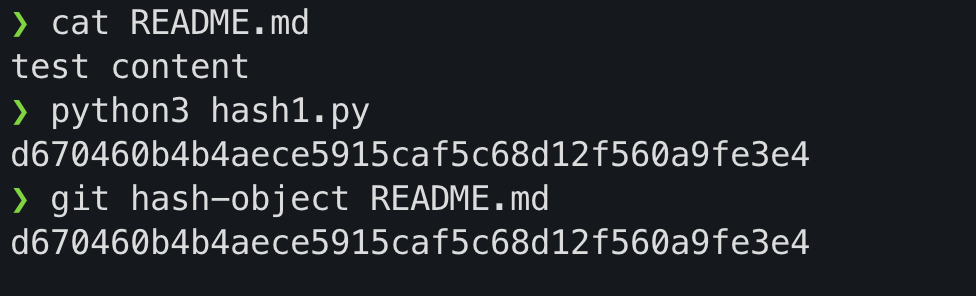 ❯ cat README.md
test content
❯ python3 hash1.py
d670460b4b4aece5915caf5c68d12f560a9fe3e4
❯ git hash-object README.md
d670460b4b4aece5915caf5c68d12f560a9fe3e4